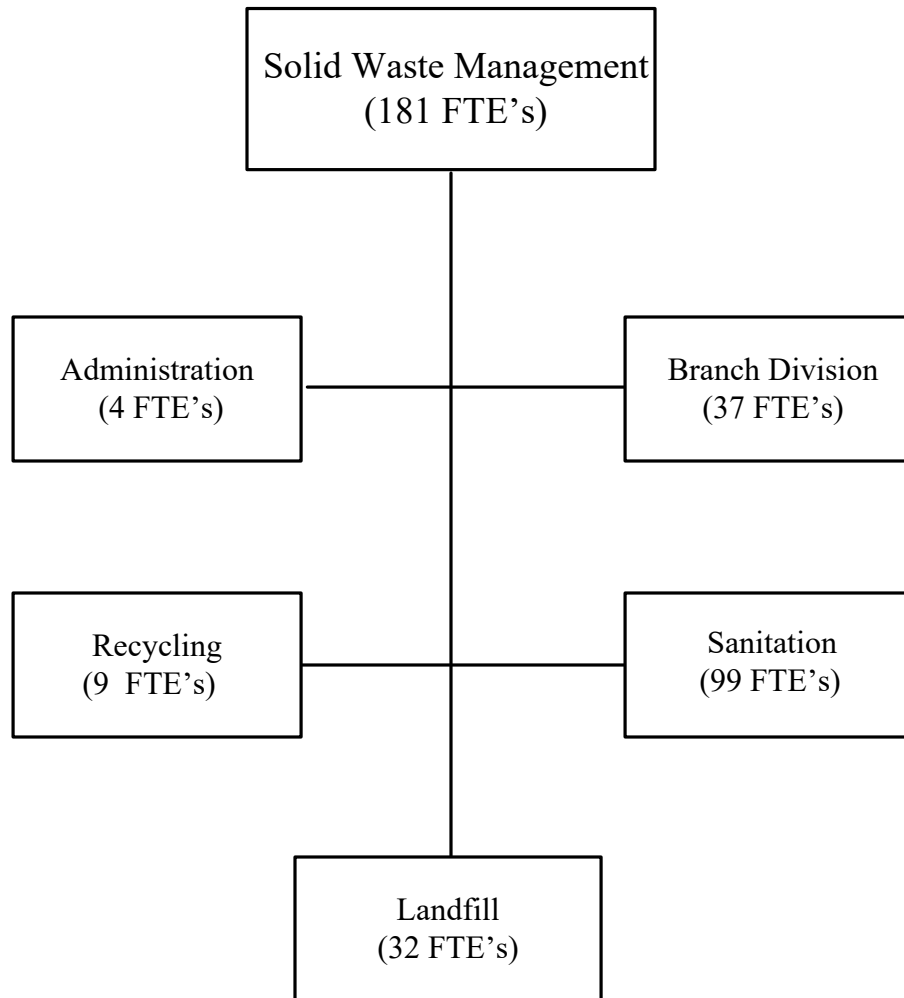 Solid Waste Management
(181 FTE’s)
Administration
(4 FTE’s)
Branch Division
(37 FTE’s)
Recycling
(9  FTE’s)
Sanitation
(99 FTE’s)
Landfill
(32 FTE’s)